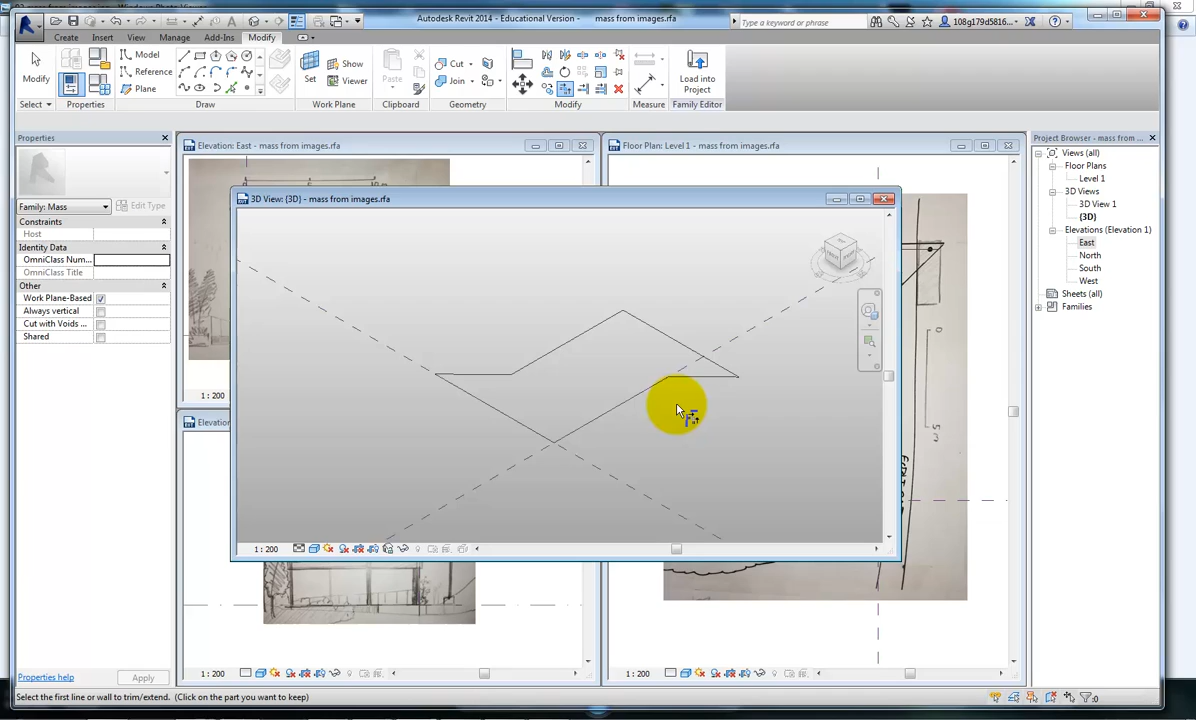 Autodesk Revit 2014 - Educational Version - mass from images.rfa
Type a keyword or phrase
108g179d5816...
Create Insert View Manage Add-Ins Modify
Modify
Model
Reference
Plane
Set
Show
Viewer
Paste
Cut
Join
Load into
Project
Select Properties Draw Work Plane Clipboard Geometry Modify Measure Family Editor
Properties
Family: Mass
Edit Type
Constraints
Host
Identity Data
OmniClass Num...
OmniClass Title
Other
Work Plane-Based
Always vertical
Cut with Voids ...
Shared
Properties help
Apply
Elevation: East - mass from images.rfa
1 : 200
Elevation
1 : 200
3D View: {3D} - mass from images.rfa
1 : 200
Floor Plan: Level 1 - mass from images.rfa
0
5m
1 : 200
Project Browser - mass from ...
Views (all)
Floor Plans
Level 1
3D Views
3D View 1
{3D}
Elevations (Elevation 1)
East
North
South
West
Sheets (all)
Families
Select the first line or wall to trim/extend. (Click on the part you want to keep)
:0